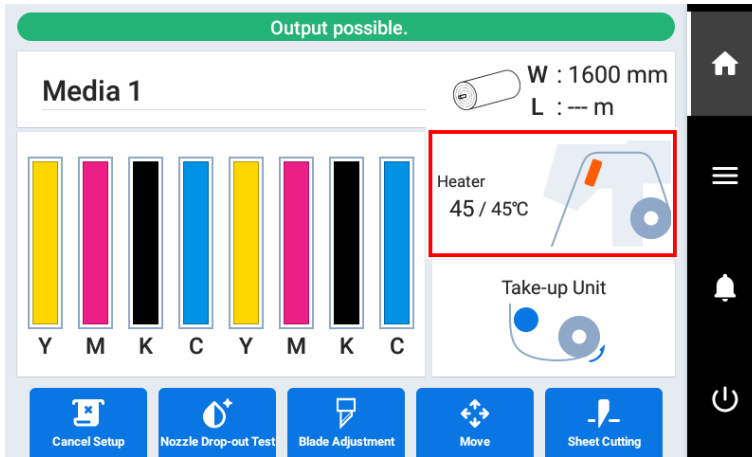 Output possible.
Media 1
W : 1600 mm
L : --- m
Heater
45 / 45℃
Take-up Unit
Y M K C Y M K C
Cancel Setup
Nozzle Drop-out Test
Blade Adjustment
Move
Sheet Cutting